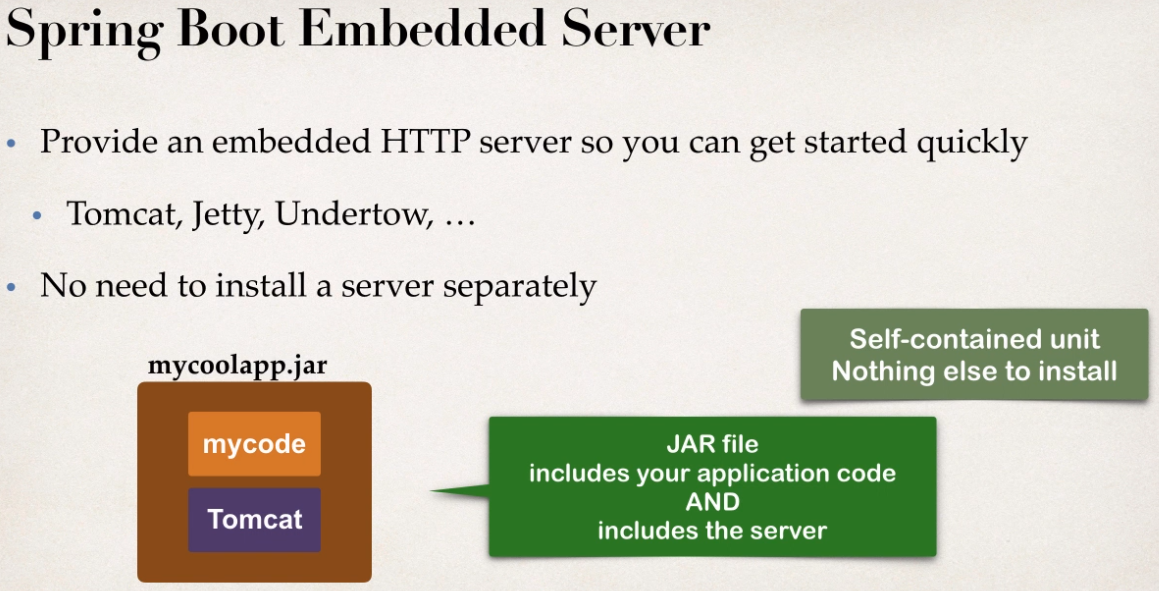 Spring Boot Embedded Server
• Provide an embedded HTTP server so you can get started quickly
• Tomcat, Jetty, Undertow, …
• No need to install a server separately
Self-contained unit
Nothing else to install
mycoolapp.jar
mycode
Tomcat
JAR file
includes your application code
AND
includes the server